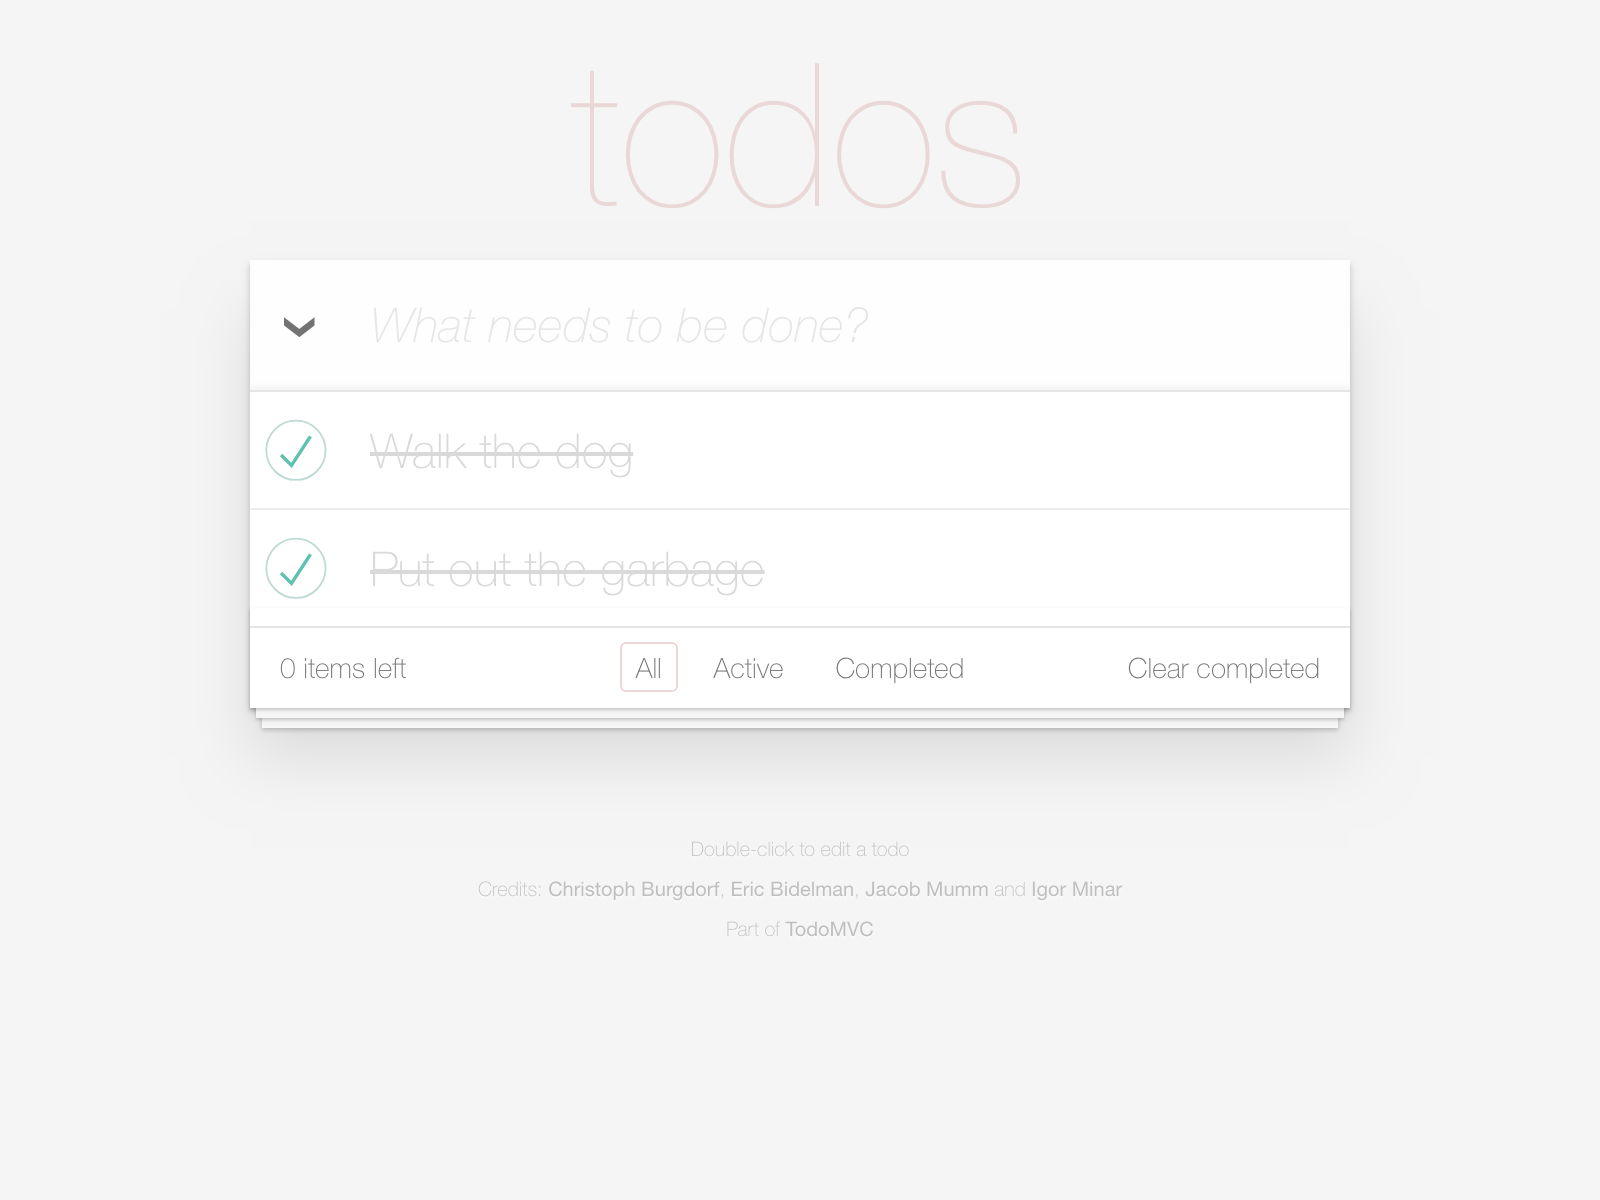 todos
What needs to be done?
Walk the dog
Put out the garbage
0 items left All Active Completed Clear completed
Double-click to edit a todo
Credits: Christoph Burgdorf, Eric Bidelman, Jacob Mumm and Igor Minar
Part of TodoMVC